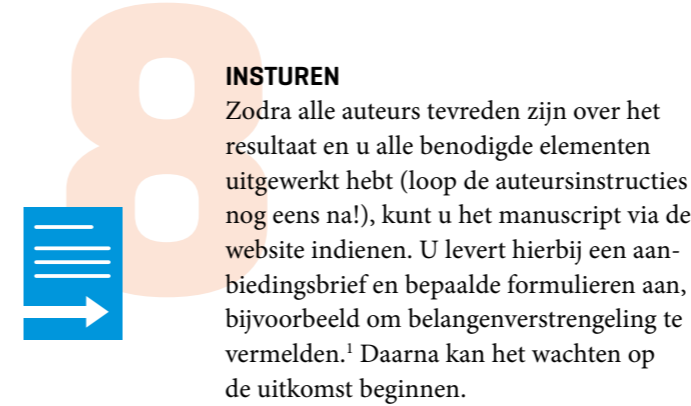 8
INSTUREN
Zodra alle auteurs tevreden zijn over het
resultaat en u alle benodigde elementen
uitgewerkt hebt (loop de auteursinstructies
nog eens na!), kunt u het manuscript via de
website indienen. U levert hierbij een aan-
biedingsbrief en bepaalde formulieren aan,
bijvoorbeeld om belangenverstrengeling te
vermelden.¹ Daarna kan het wachten op
de uitkomst beginnen.